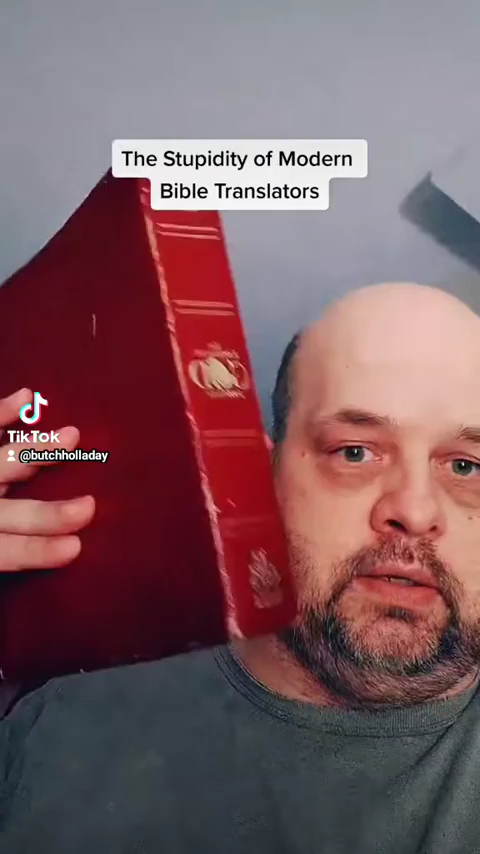 The Stupidity of Modern
Bible Translators
TikTok
@butchholladay